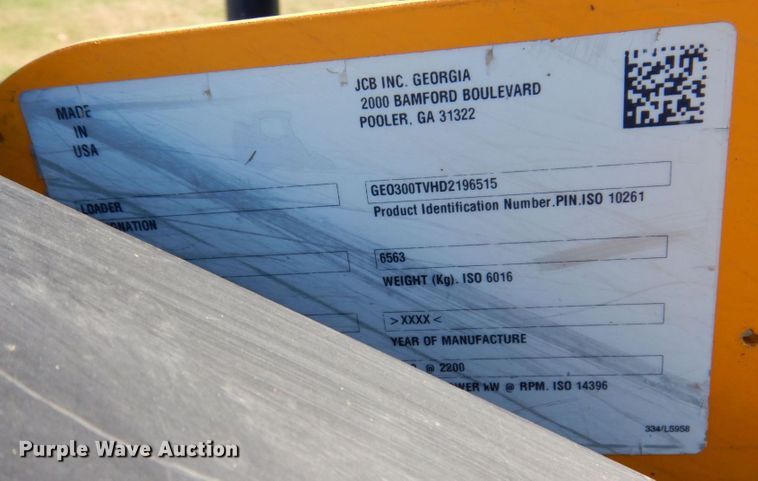 JCB INC. GEORGIA
2000 BAMFORD BOULEVARD
POOLER, GA 31322
MADE
IN
USA
GEO300TVHD2196515
Product Identification Number.PIN.ISO 10261
LOADER
6563
WEIGHT (Kg). ISO 6016
>XXXX<
YEAR OF MANUFACTURE
@ 2200
kW @ RPM. ISO 14396
334/L5958
Purple Wave Auction